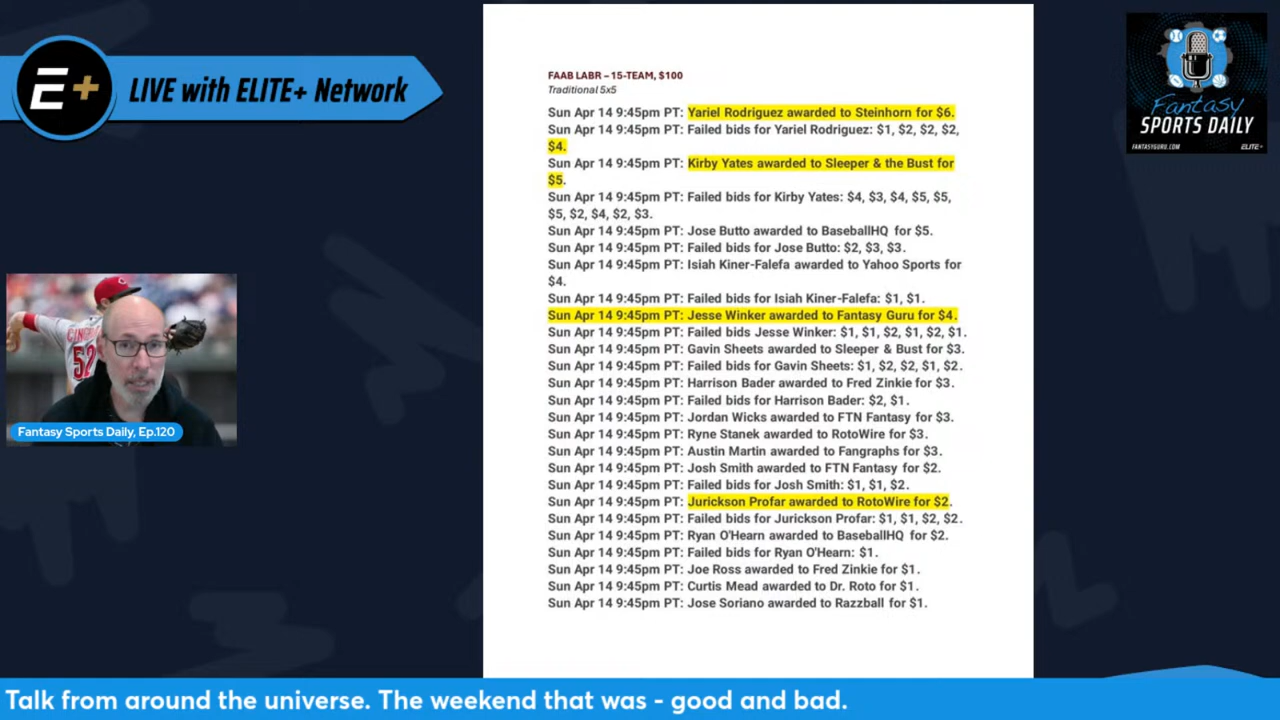 E+
LIVE with ELITE+ Network
Fantasy
SPORTS DAILY
FANTASYGURU.COM
ELITE+
FAAB LABR – 15-TEAM, $100
Traditional 5x5
Sun Apr 14 9:45pm PT: Yariel Rodriguez awarded to Steinhorn for $6.
Sun Apr 14 9:45pm PT: Failed bids for Yariel Rodriguez: $1, $2, $2, $2,
$4.
Sun Apr 14 9:45pm PT: Kirby Yates awarded to Sleeper & the Bust for
$5.
Sun Apr 14 9:45pm PT: Failed bids for Kirby Yates: $4, $3, $4, $5, $5,
$5, $2, $4, $2, $3.
Sun Apr 14 9:45pm PT: Jose Butto awarded to BaseballHQ for $5.
Sun Apr 14 9:45pm PT: Failed bids for Jose Butto: $2, $3, $3.
Sun Apr 14 9:45pm PT: Isiah Kiner-Falefa awarded to Yahoo Sports for
$4.
Sun Apr 14 9:45pm PT: Failed bids for Isiah Kiner-Falefa: $1, $1.
Sun Apr 14 9:45pm PT: Jesse Winker awarded to Fantasy Guru for $4.
Sun Apr 14 9:45pm PT: Failed bids Jesse Winker: $1, $1, $2, $1, $2, $1.
Sun Apr 14 9:45pm PT: Gavin Sheets awarded to Sleeper & Bust for $3.
Sun Apr 14 9:45pm PT: Failed bids for Gavin Sheets: $1, $2, $2, $1, $2.
Sun Apr 14 9:45pm PT: Harrison Bader awarded to Fred Zinkie for $3.
Sun Apr 14 9:45pm PT: Failed bids for Harrison Bader: $2, $1.
Sun Apr 14 9:45pm PT: Jordan Wicks awarded to FTN Fantasy for $3.
Sun Apr 14 9:45pm PT: Ryne Stanek awarded to RotoWire for $3.
Sun Apr 14 9:45pm PT: Austin Martin awarded to Fangraphs for $3.
Sun Apr 14 9:45pm PT: Josh Smith awarded to FTN Fantasy for $2.
Sun Apr 14 9:45pm PT: Failed bids for Josh Smith: $1, $1, $2.
Sun Apr 14 9:45pm PT: Jurickson Profar awarded to RotoWire for $2.
Sun Apr 14 9:45pm PT: Failed bids for Jurickson Profar: $1, $1, $2, $2.
Sun Apr 14 9:45pm PT: Ryan O'Hearn awarded to BaseballHQ for $2.
Sun Apr 14 9:45pm PT: Failed bids for Ryan O'Hearn: $1.
Sun Apr 14 9:45pm PT: Joe Ross awarded to Fred Zinkie for $1.
Sun Apr 14 9:45pm PT: Curtis Mead awarded to Dr. Roto for $1.
Sun Apr 14 9:45pm PT: Jose Soriano awarded to Razzball for $1.
52
Fantasy Sports Daily, Ep.120
Talk from around the universe. The weekend that was - good and bad.